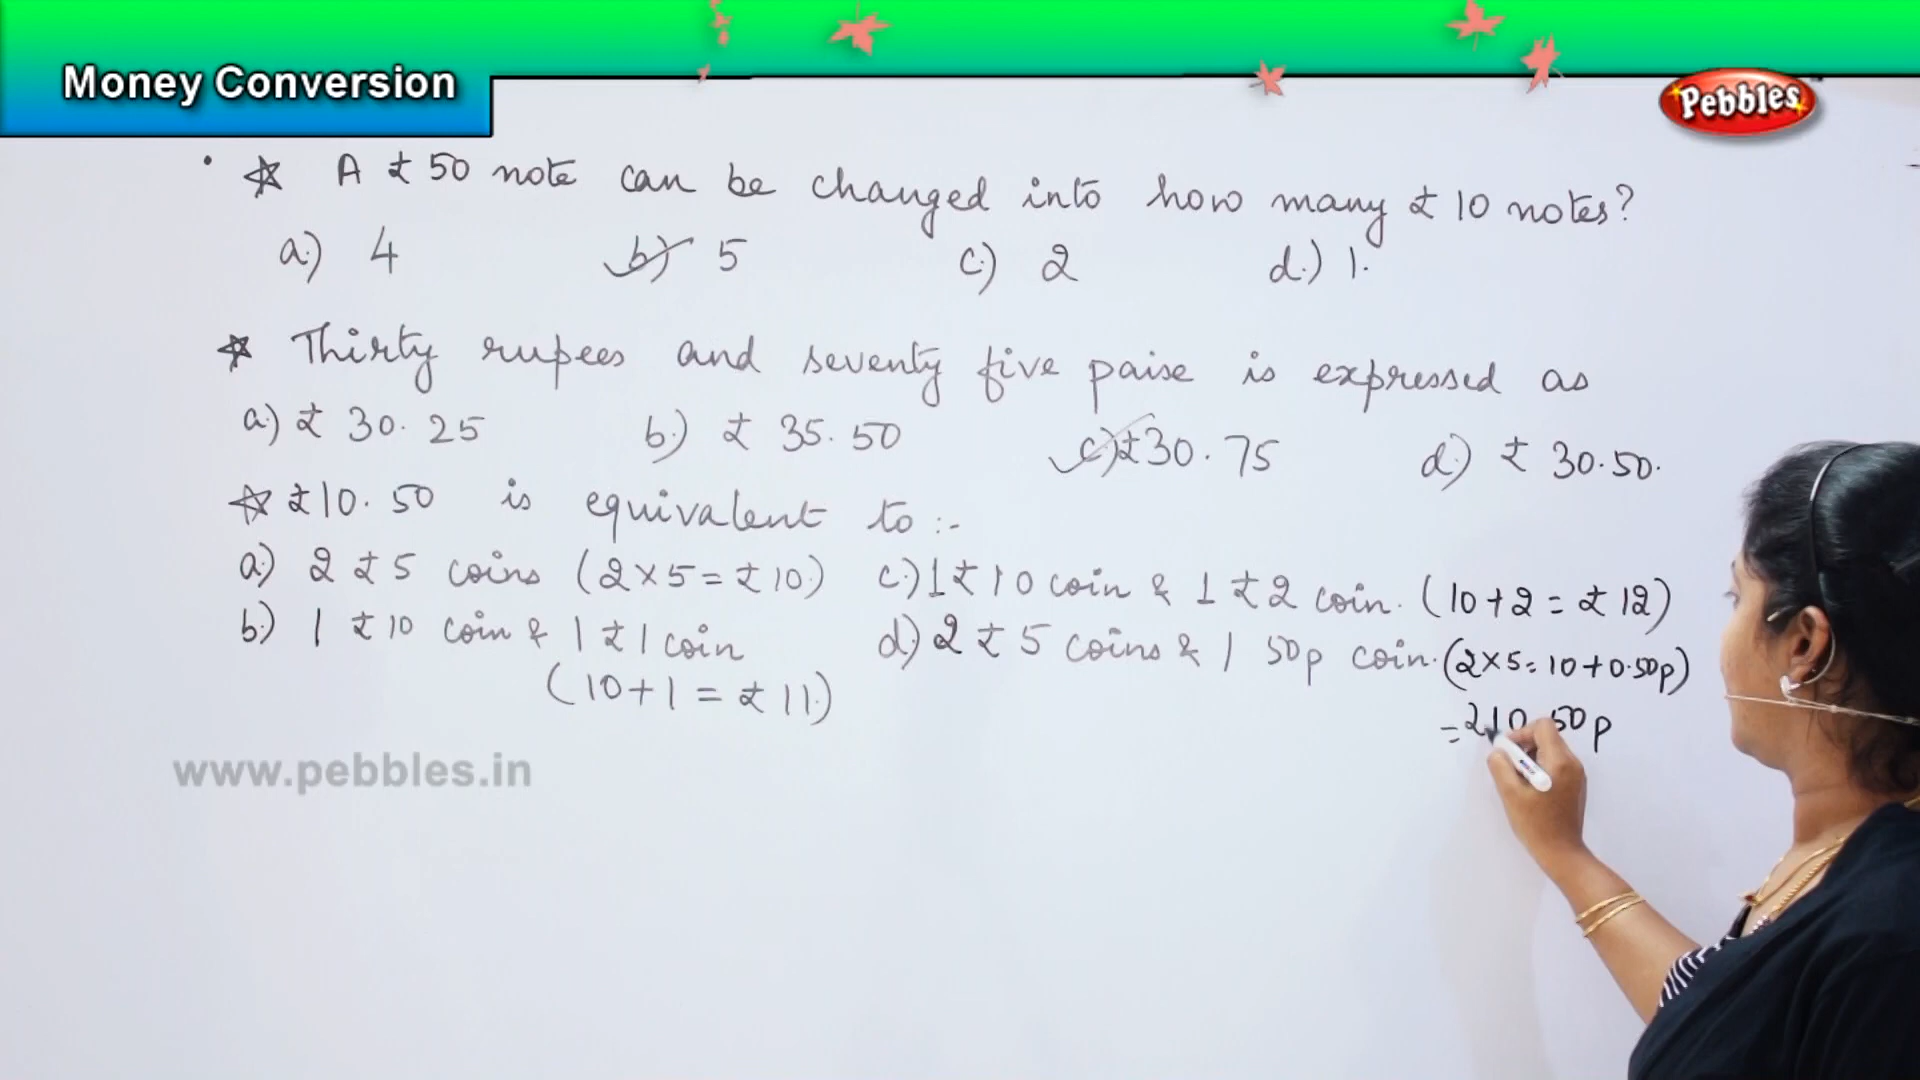 Money Conversion
Pebbles
☆ A ₹ 50 note can be changed into how many ₹ 10 notes?
a.) 4 b) 5 c.) 2 d.) 1.
☆ Thirty rupees and seventy five paise is expressed as
a.) ₹ 30. 25 b.) ₹ 35. 50 c.) ₹30. 75 d.) ₹ 30.50.
☆ ₹10. 50 is equivalent to :-
a.) 2 ₹ 5 coins (2 × 5 = ₹ 10.) c.) 1 ₹ 10 coin & 1 ₹ 2 coin. (10 + 2 = ₹ 12)
b.) 1 ₹ 10 coin & 1 ₹ 1 coin d.) 2 ₹ 5 coins & 1 50p coin. (2 × 5 = 10 + 0.50p)
(10 + 1 = ₹ 11.) = ₹10.50p
www.pebbles.in